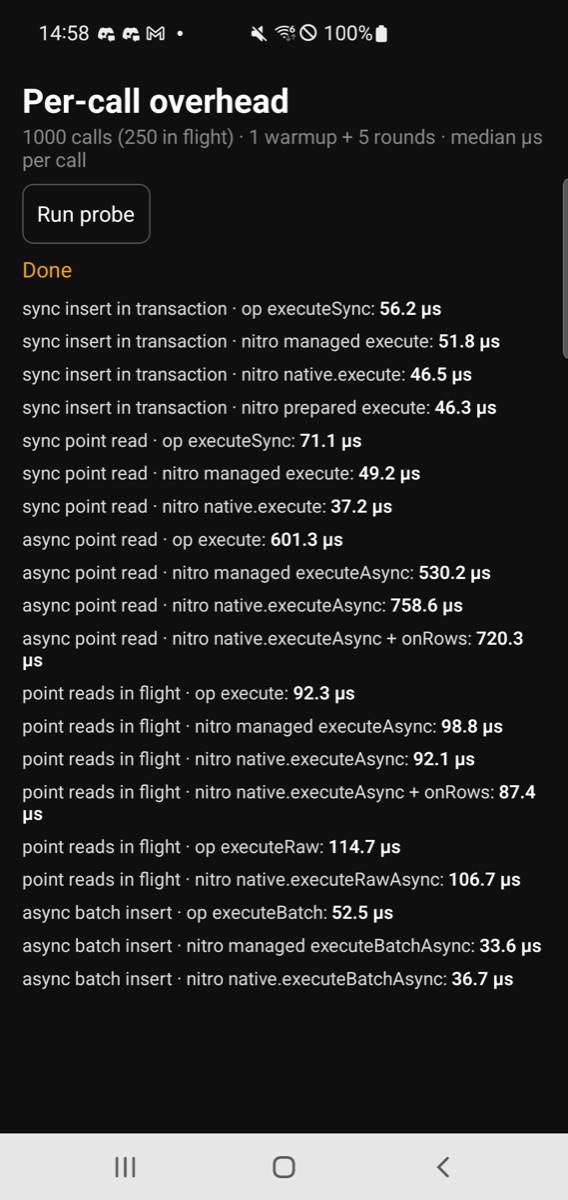 14:58
100%
Per-call overhead
1000 calls (250 in flight) · 1 warmup + 5 rounds · median µs
per call
Run probe
Done
sync insert in transaction · op executeSync: 56.2 µs
sync insert in transaction · nitro managed execute: 51.8 µs
sync insert in transaction · nitro native.execute: 46.5 µs
sync insert in transaction · nitro prepared execute: 46.3 µs
sync point read · op executeSync: 71.1 µs
sync point read · nitro managed execute: 49.2 µs
sync point read · nitro native.execute: 37.2 µs
async point read · op execute: 601.3 µs
async point read · nitro managed executeAsync: 530.2 µs
async point read · nitro native.executeAsync: 758.6 µs
async point read · nitro native.executeAsync + onRows: 720.3
µs
point reads in flight · op execute: 92.3 µs
point reads in flight · nitro managed executeAsync: 98.8 µs
point reads in flight · nitro native.executeAsync: 92.1 µs
point reads in flight · nitro native.executeAsync + onRows: 87.4
µs
point reads in flight · op executeRaw: 114.7 µs
point reads in flight · nitro native.executeRawAsync: 106.7 µs
async batch insert · op executeBatch: 52.5 µs
async batch insert · nitro managed executeBatchAsync: 33.6 µs
async batch insert · nitro native.executeBatchAsync: 36.7 µs